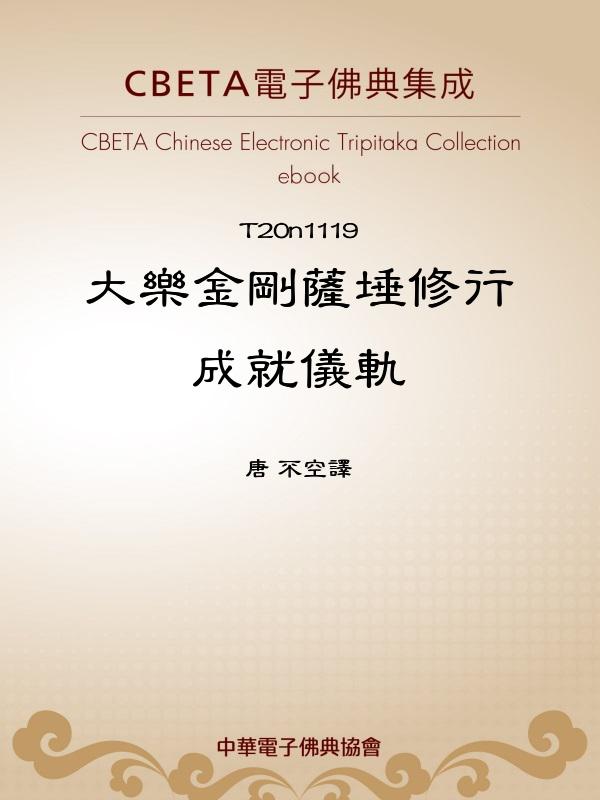 CBETA電子佛典集成
CBETA Chinese Electronic Tripitaka Collection
ebook
T20n1119
大樂金剛薩埵修行
成就儀軌
唐 不空譯
中華電子佛典協會